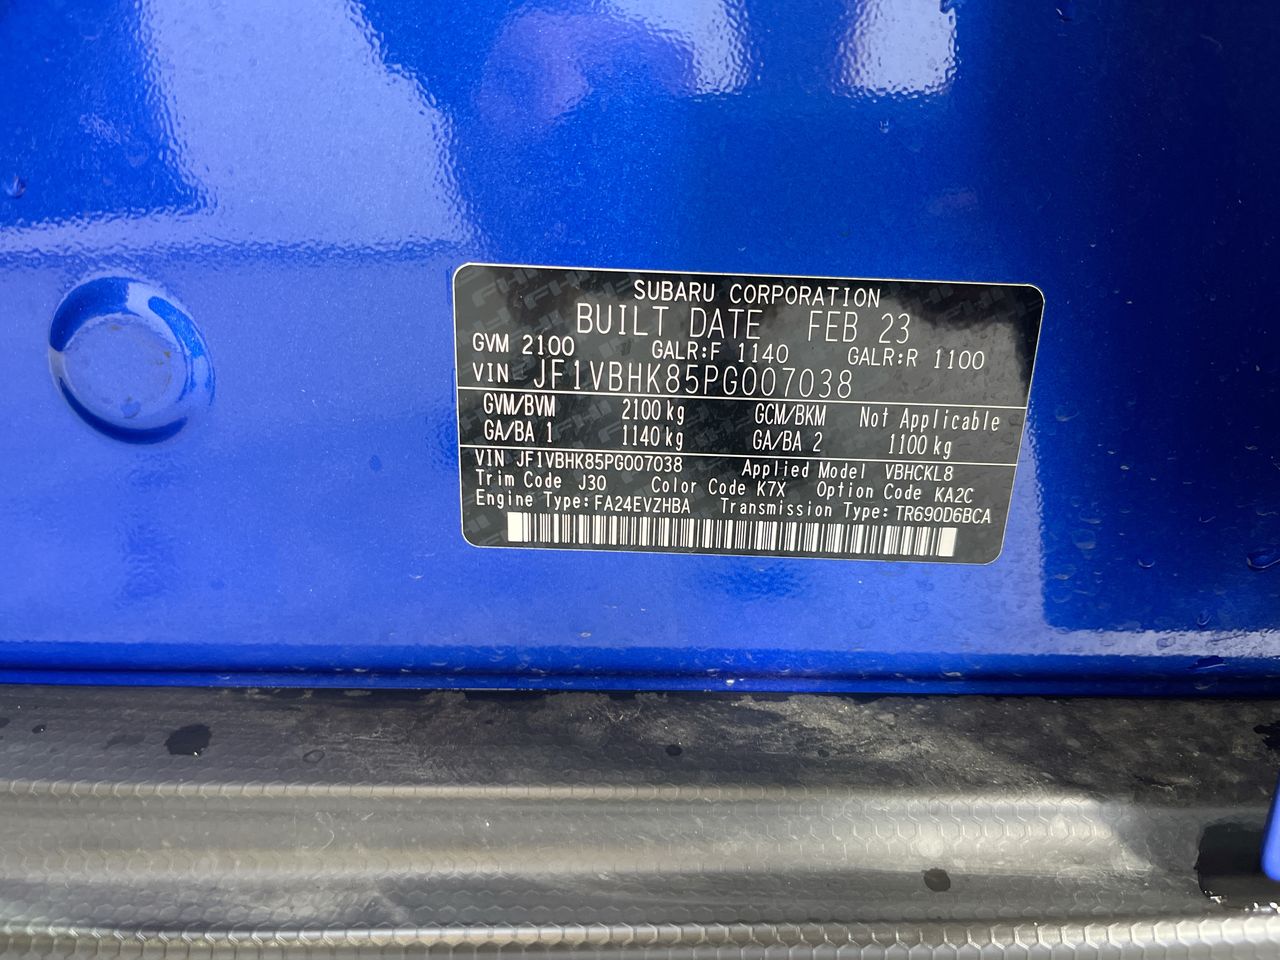 SUBARU CORPORATION
BUILT DATE FEB 23
GVM 2100 GALR:F 1140 GALR:R 1100
VIN JF1VBHK85PG007038
GVM/BVM 2100 kg GCM/BKM Not Applicable
GA/BA 1 1140 kg GA/BA 2 1100 kg
VIN JF1VBHK85PG007038 Applied Model VBHCKL8
Trim Code J30 Color Code K7X Option Code KA2C
Engine Type:FA24EVZHBA Transmission Type:TR690D6BCA